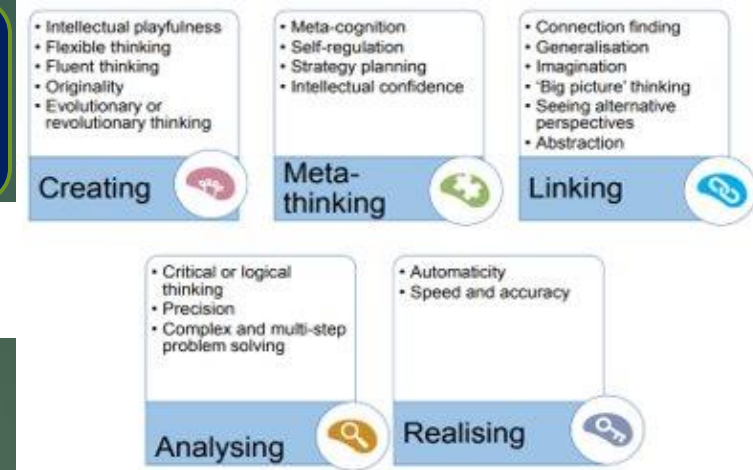 • Intellectual playfulness
• Flexible thinking
• Fluent thinking
• Originality
• Evolutionary or
revolutionary thinking
Creating
• Meta-cognition
• Self-regulation
• Strategy planning
• Intellectual confidence
Meta-
thinking
• Connection finding
• Generalisation
• Imagination
• 'Big picture' thinking
• Seeing alternative
perspectives
• Abstraction
Linking
• Critical or logical
thinking
• Precision
• Complex and multi-step
problem solving
Analysing
• Automaticity
• Speed and accuracy
Realising